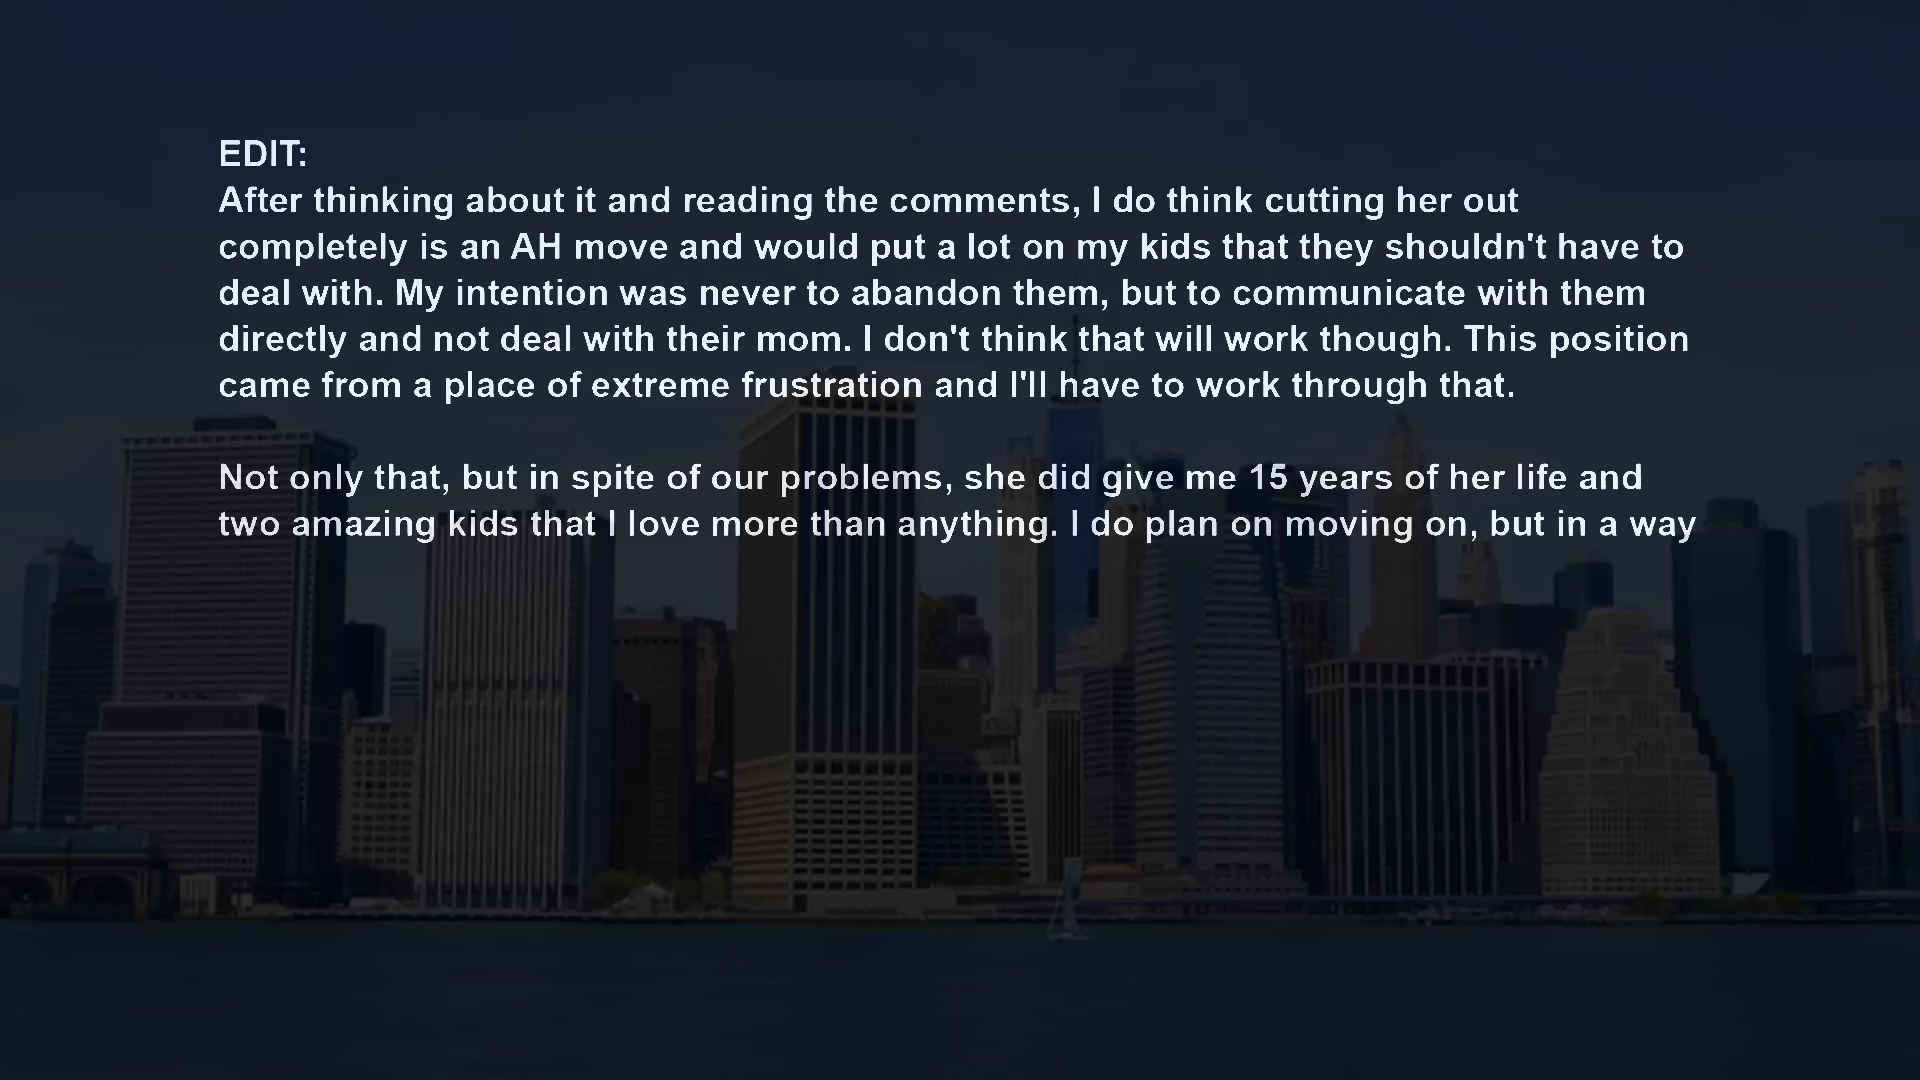 EDIT:
After thinking about it and reading the comments, I do think cutting her out
completely is an AH move and would put a lot on my kids that they shouldn't have to
deal with. My intention was never to abandon them, but to communicate with them
directly and not deal with their mom. I don't think that will work though. This position
came from a place of extreme frustration and I'll have to work through that.
Not only that, but in spite of our problems, she did give me 15 years of her life and
two amazing kids that I love more than anything. I do plan on moving on, but in a way